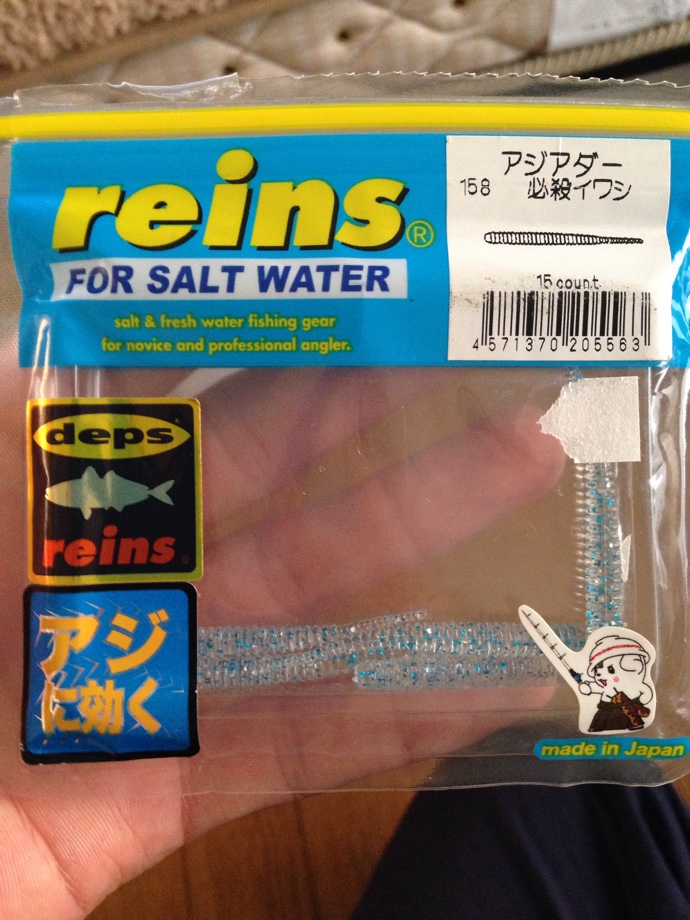 reins®
FOR SALT WATER
salt & fresh water fishing gear
for novice and professional angler.
アジアダー
158 必殺イワシ
15 count
4 571370 205563
deps
reins
アジ
に効く
made in Japan